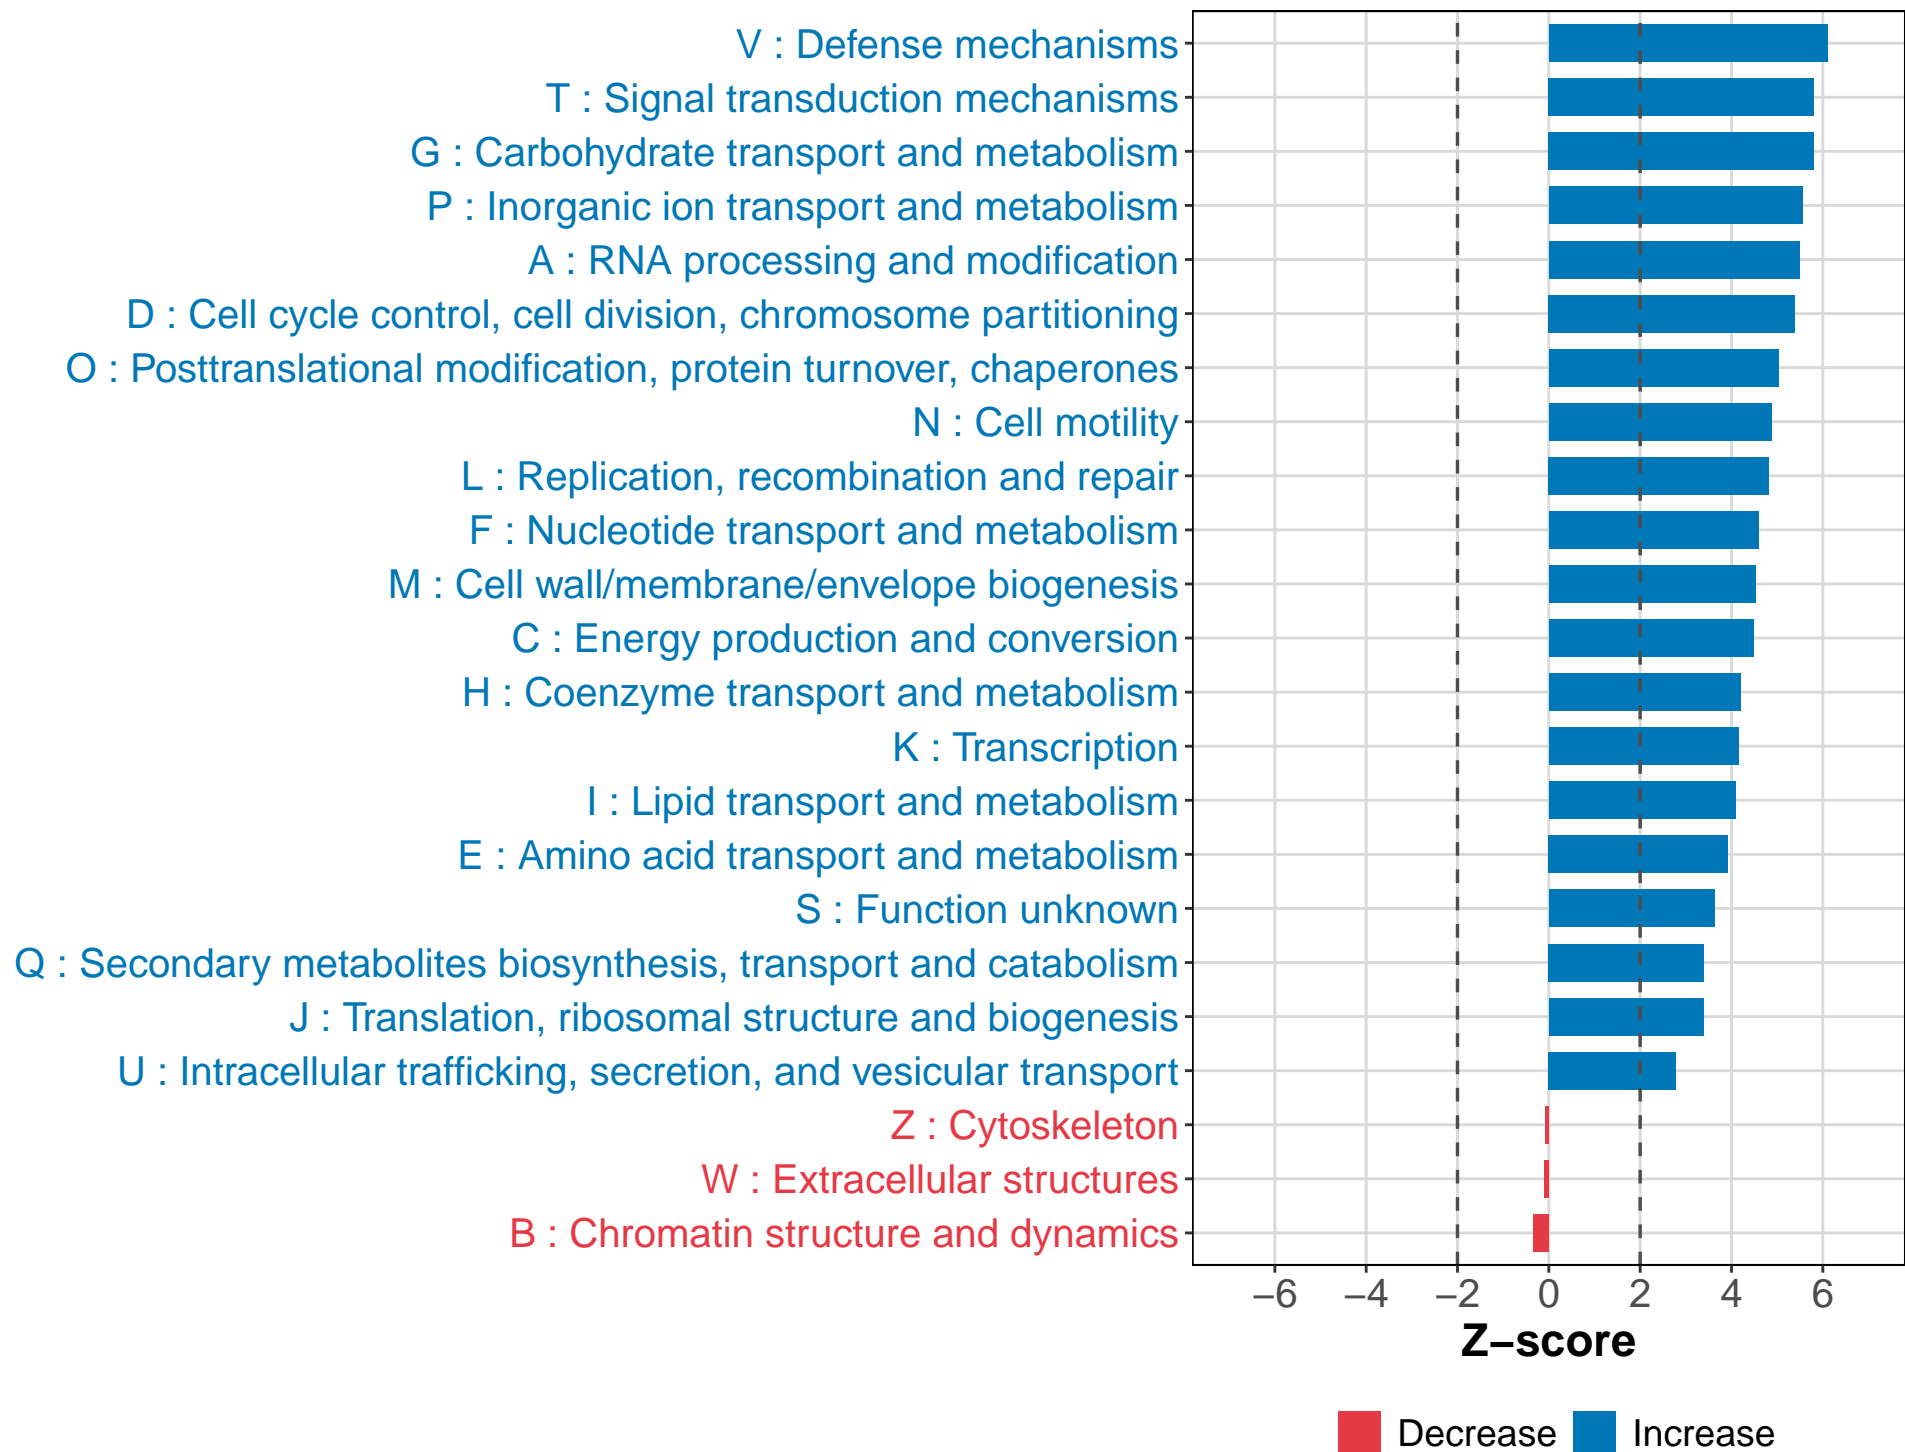 V : Defense mechanisms
T : Signal transduction mechanisms
G : Carbohydrate transport and metabolism
P : Inorganic ion transport and metabolism
A : RNA processing and modification
D : Cell cycle control, cell division, chromosome partitioning
O : Posttranslational modification, protein turnover, chaperones
N : Cell motility
L : Replication, recombination and repair
F : Nucleotide transport and metabolism
M : Cell wall/membrane/envelope biogenesis
C : Energy production and conversion
H : Coenzyme transport and metabolism
K : Transcription
I : Lipid transport and metabolism
E : Amino acid transport and metabolism
S : Function unknown
Q : Secondary metabolites biosynthesis, transport and catabolism
J : Translation, ribosomal structure and biogenesis
U : Intracellular trafficking, secretion, and vesicular transport
Z : Cytoskeleton
W : Extracellular structures
B : Chromatin structure and dynamics
−6 −4 −2 0 2 4 6
Z−score
Decrease Increase